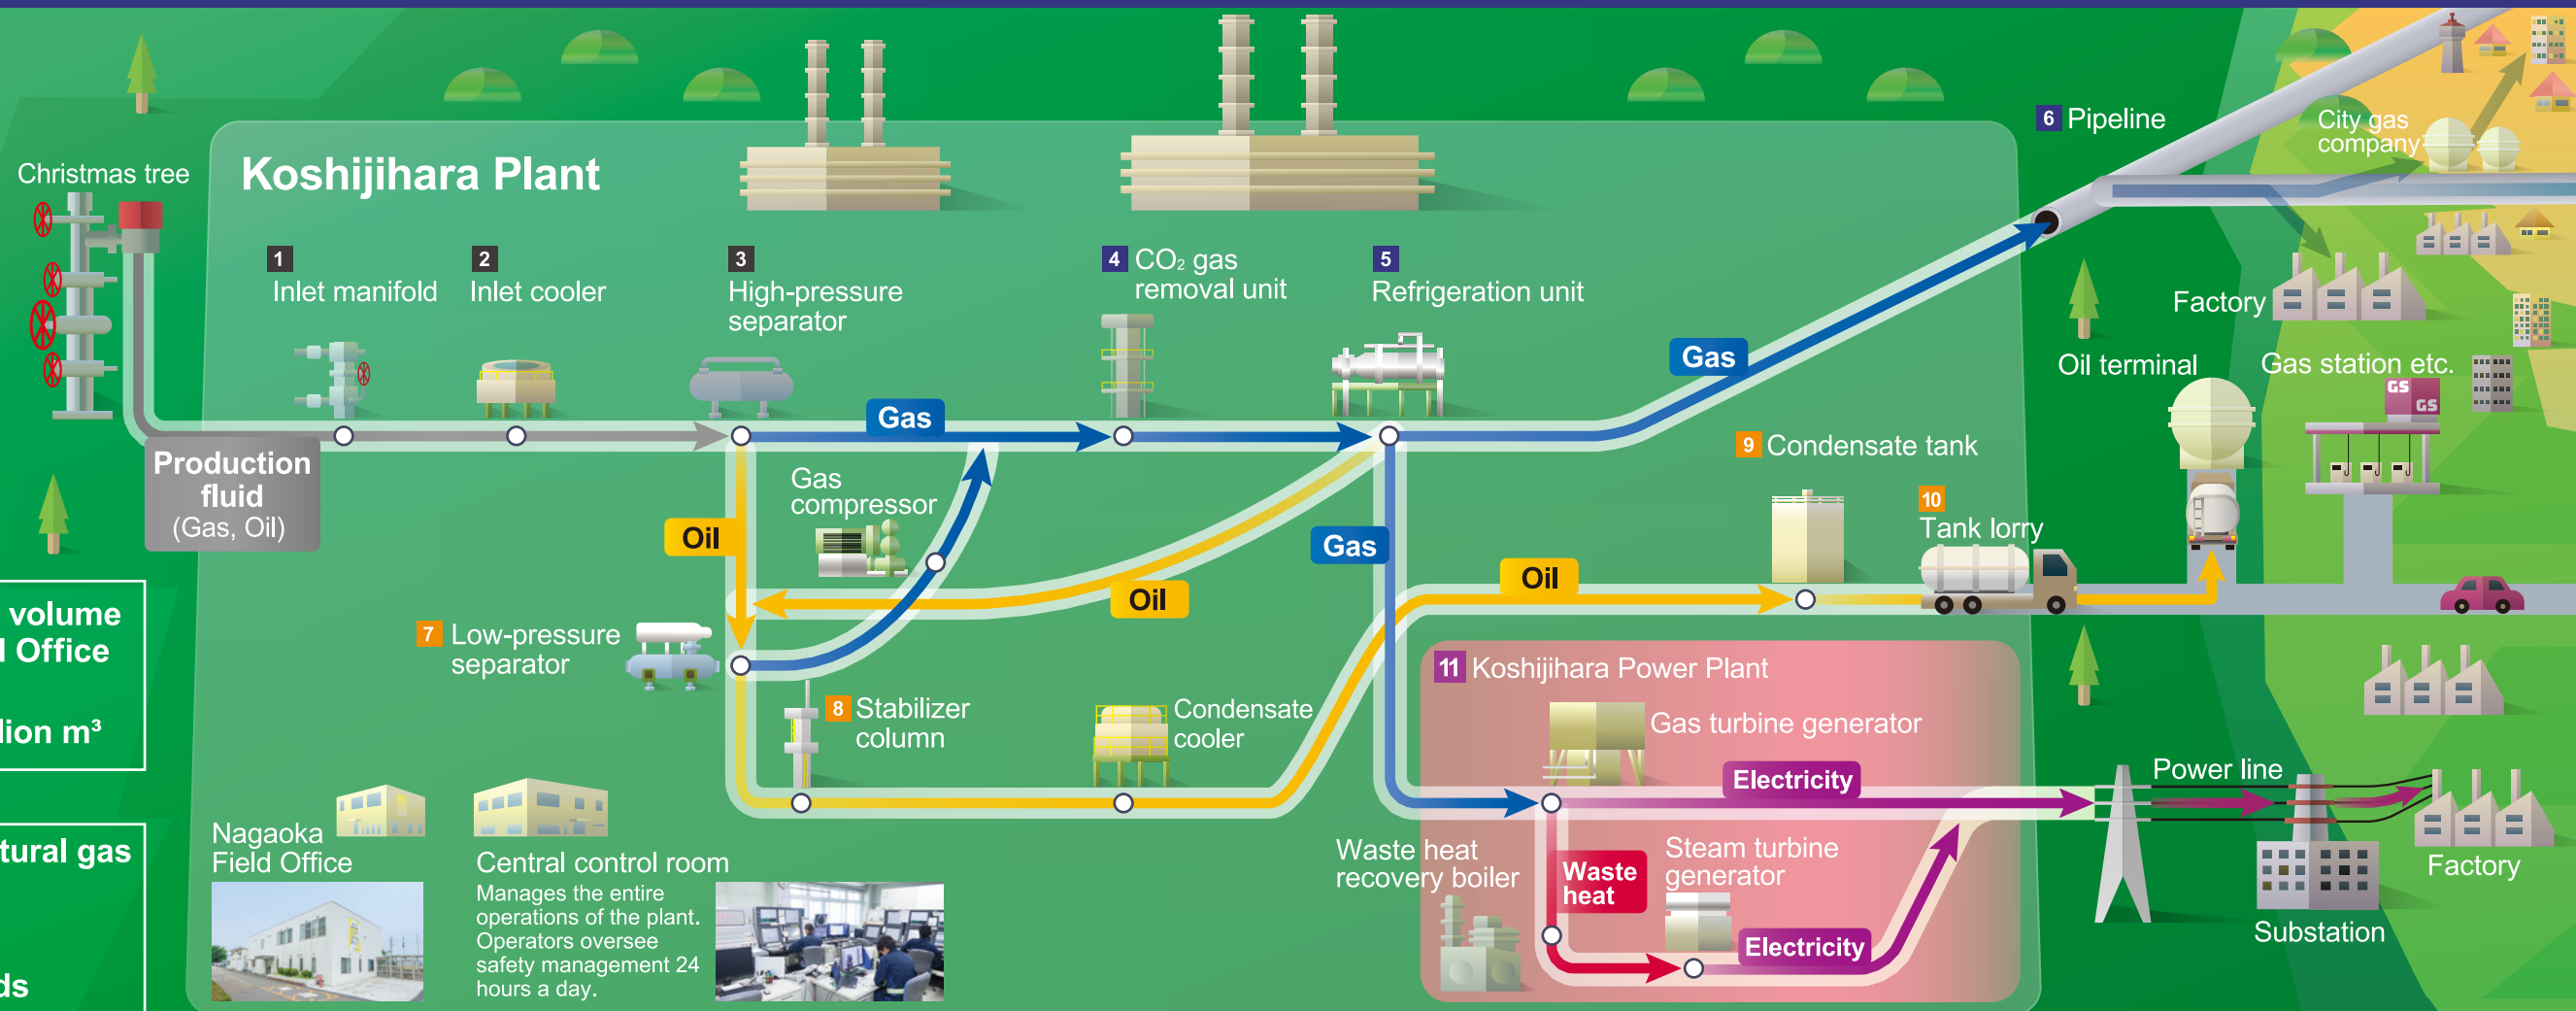 Christmas tree
Koshijihara Plant
1
Inlet manifold
2
Inlet cooler
3
High-pressure
separator
4
CO₂ gas
removal unit
5
Refrigeration unit
6 Pipeline
City gas
company
Factory
Oil terminal
Gas station etc.
GS
GS
Production
fluid
(Gas, Oil)
Gas
Gas
Gas
compressor
Oil
Gas
Oil
Oil
9 Condensate tank
10
Tank lorry
7 Low-pressure
separator
8 Stabilizer
column
Condensate
cooler
11 Koshijihara Power Plant
Gas turbine generator
Electricity
Waste heat
recovery boiler
Waste
heat
Steam turbine
generator
Electricity
Power line
Substation
Factory
Nagaoka
Field Office
Central control room
Manages the entire
operations of the plant.
Operators oversee
safety management 24
hours a day.
volume
Office
m³
gas